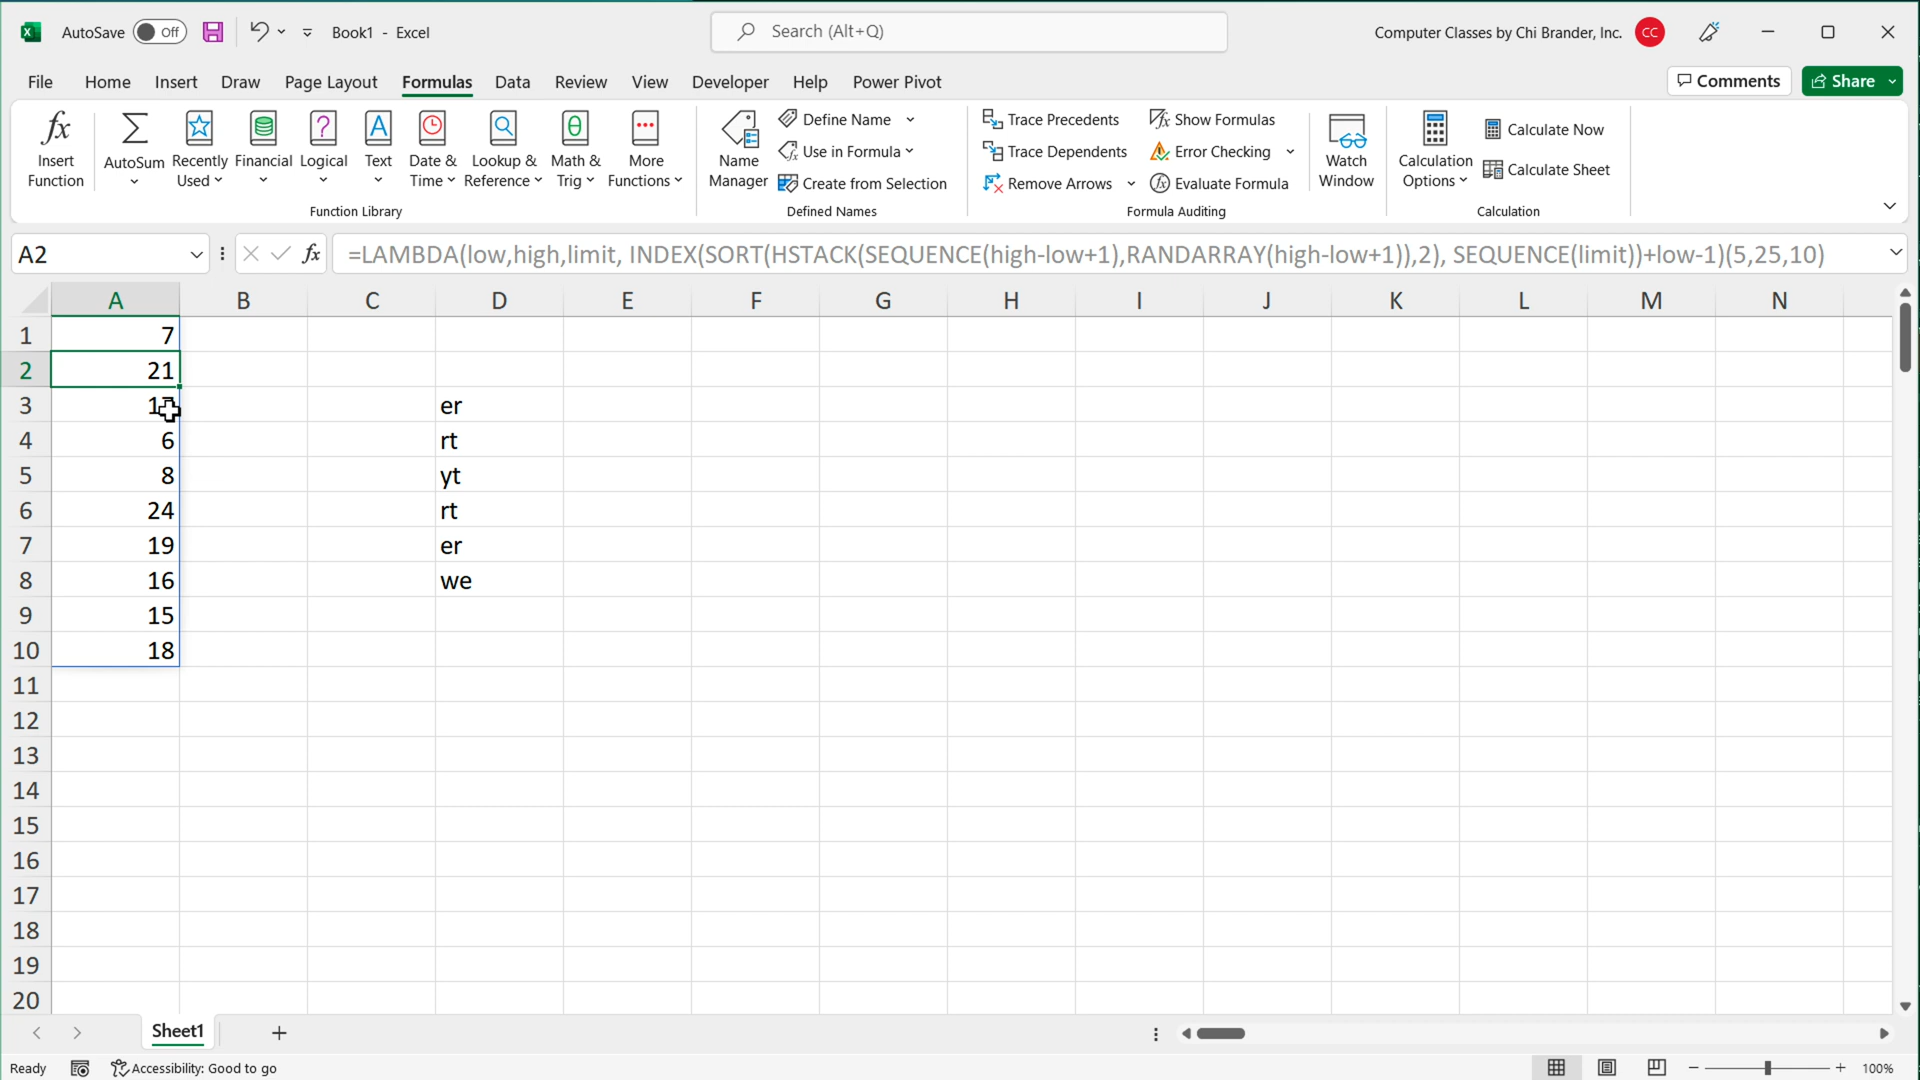 AutoSave Off Book1 - Excel Search (Alt+Q) Computer Classes by Chi Brander, Inc. CC
File Home Insert Draw Page Layout Formulas Data Review View Developer Help Power Pivot Comments Share
Insert Function
AutoSum
Recently Used
Financial
Logical
Text
Date & Time
Lookup & Reference
Math & Trig
More Functions
Function Library
Name Manager
Define Name
Use in Formula
Create from Selection
Defined Names
Trace Precedents
Trace Dependents
Remove Arrows
Show Formulas
Error Checking
Evaluate Formula
Formula Auditing
Watch Window
Calculation Options
Calculate Now
Calculate Sheet
Calculation
A2 fx =LAMBDA(low,high,limit, INDEX(SORT(HSTACK(SEQUENCE(high-low+1),RANDARRAY(high-low+1)),2), SEQUENCE(limit))+low-1)(5,25,10)
A B C D E F G H I J K L M N
1 7
2 21
3 er
4 6 rt
5 8 yt
6 24 rt
7 19 er
8 16 we
9 15
10 18
11
12
13
14
15
16
17
18
19
20
Sheet1
Ready Accessibility: Good to go 100%